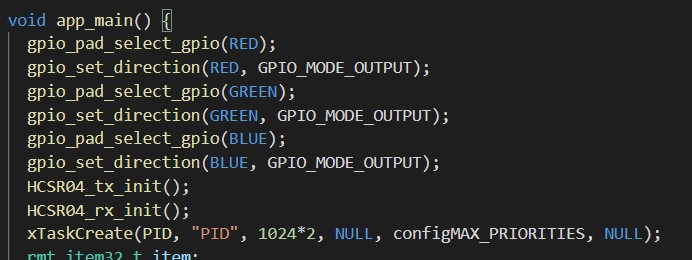 void app_main() {
gpio_pad_select_gpio(RED);
gpio_set_direction(RED, GPIO_MODE_OUTPUT);
gpio_pad_select_gpio(GREEN);
gpio_set_direction(GREEN, GPIO_MODE_OUTPUT);
gpio_pad_select_gpio(BLUE);
gpio_set_direction(BLUE, GPIO_MODE_OUTPUT);
HCSR04_tx_init();
HCSR04_rx_init();
xTaskCreate(PID, "PID", 1024*2, NULL, configMAX_PRIORITIES, NULL);
rmt_item32_t item;